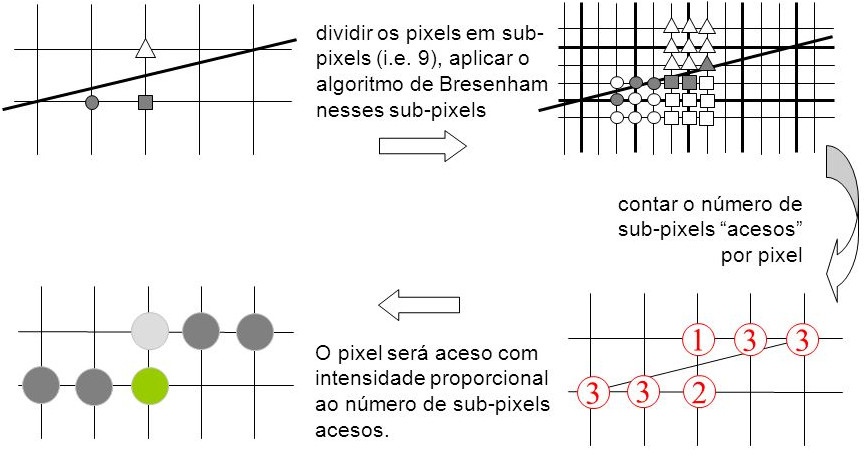 dividir os pixels em sub-
pixels (i.e. 9), aplicar o
algoritmo de Bresenham
nesses sub-pixels
contar o número de
sub-pixels “acesos”
por pixel
1 3 3
3 3 2
O pixel será aceso com
intensidade proporcional
ao número de sub-pixels
acesos.